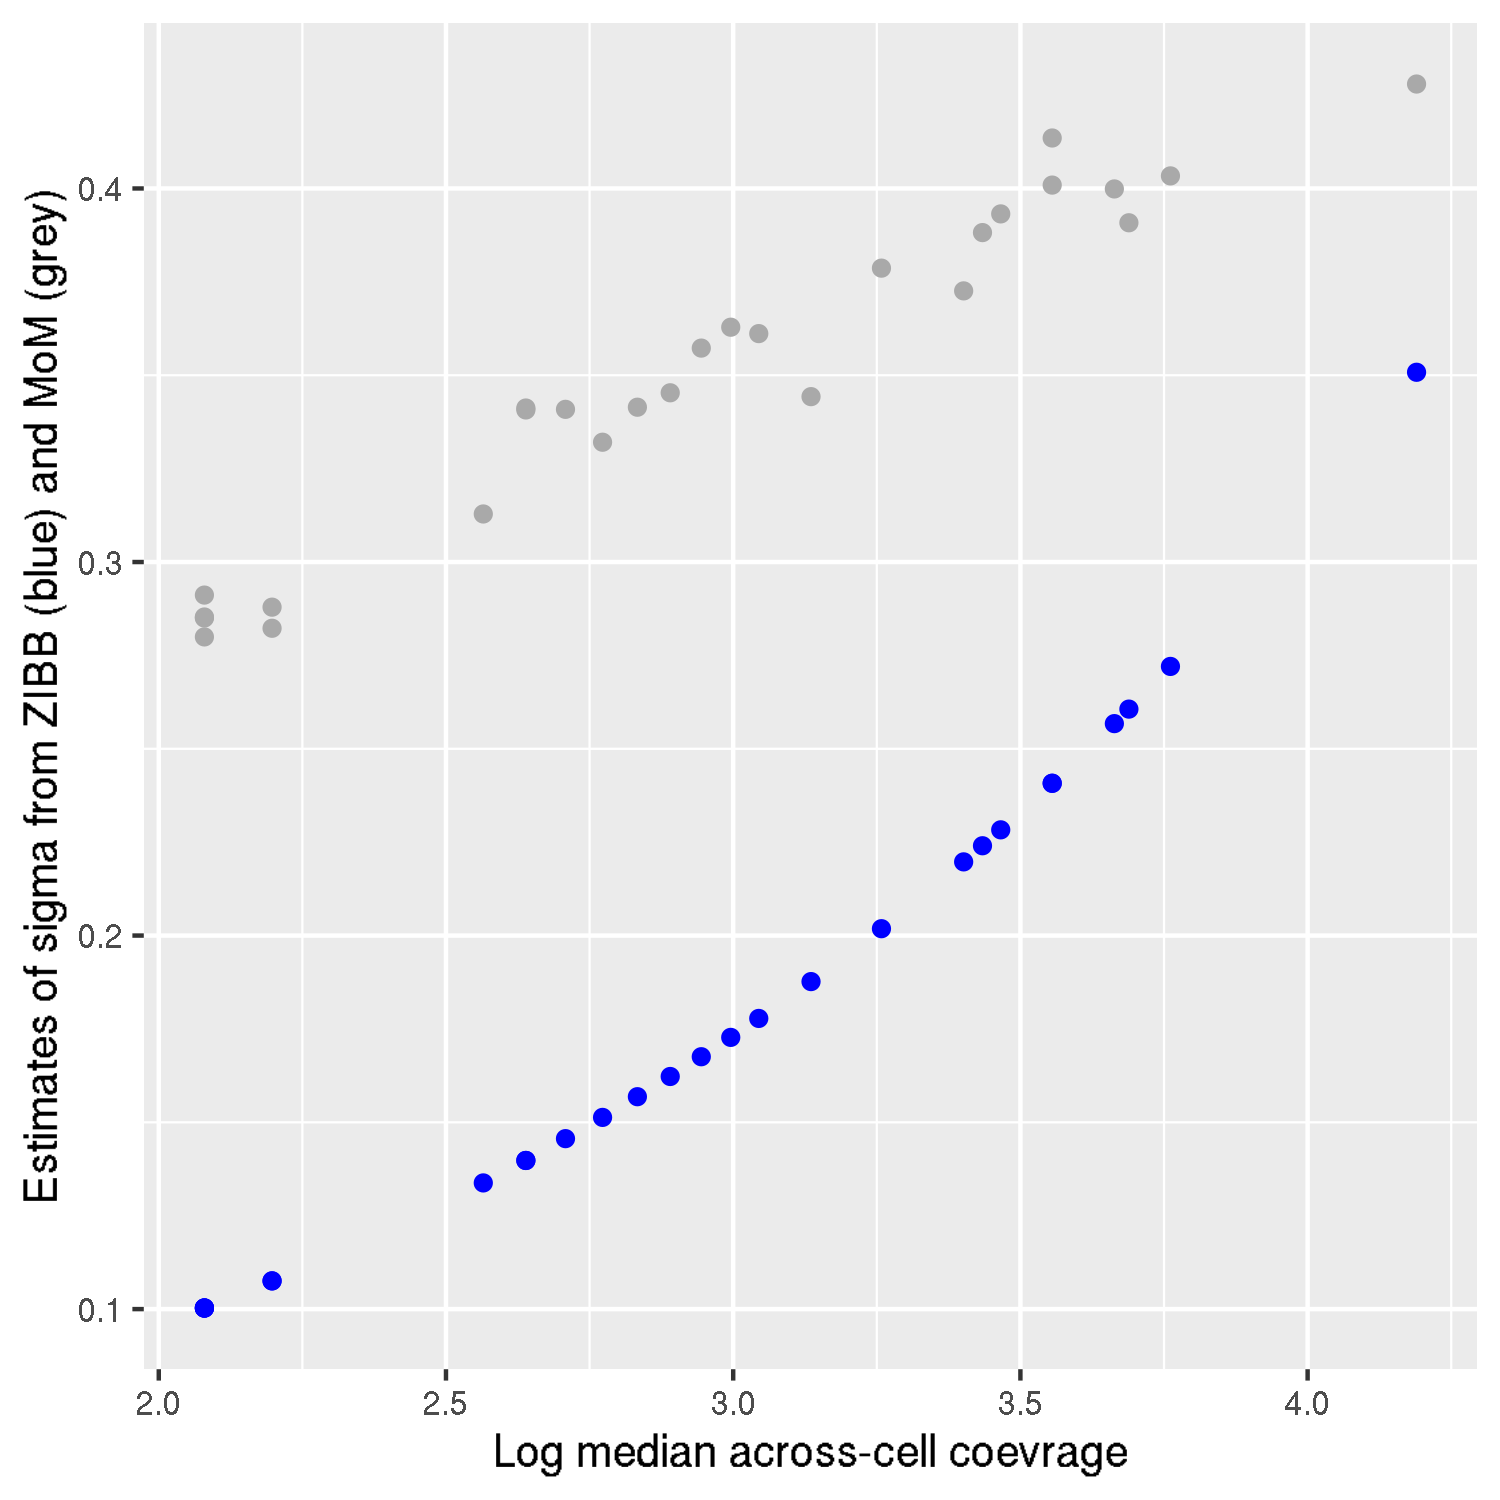 Estimates of sigma from ZIBB (blue) and MoM (grey)
0.4
0.3
0.2
0.1
2.0 2.5 3.0 3.5 4.0
Log median across-cell coevrage